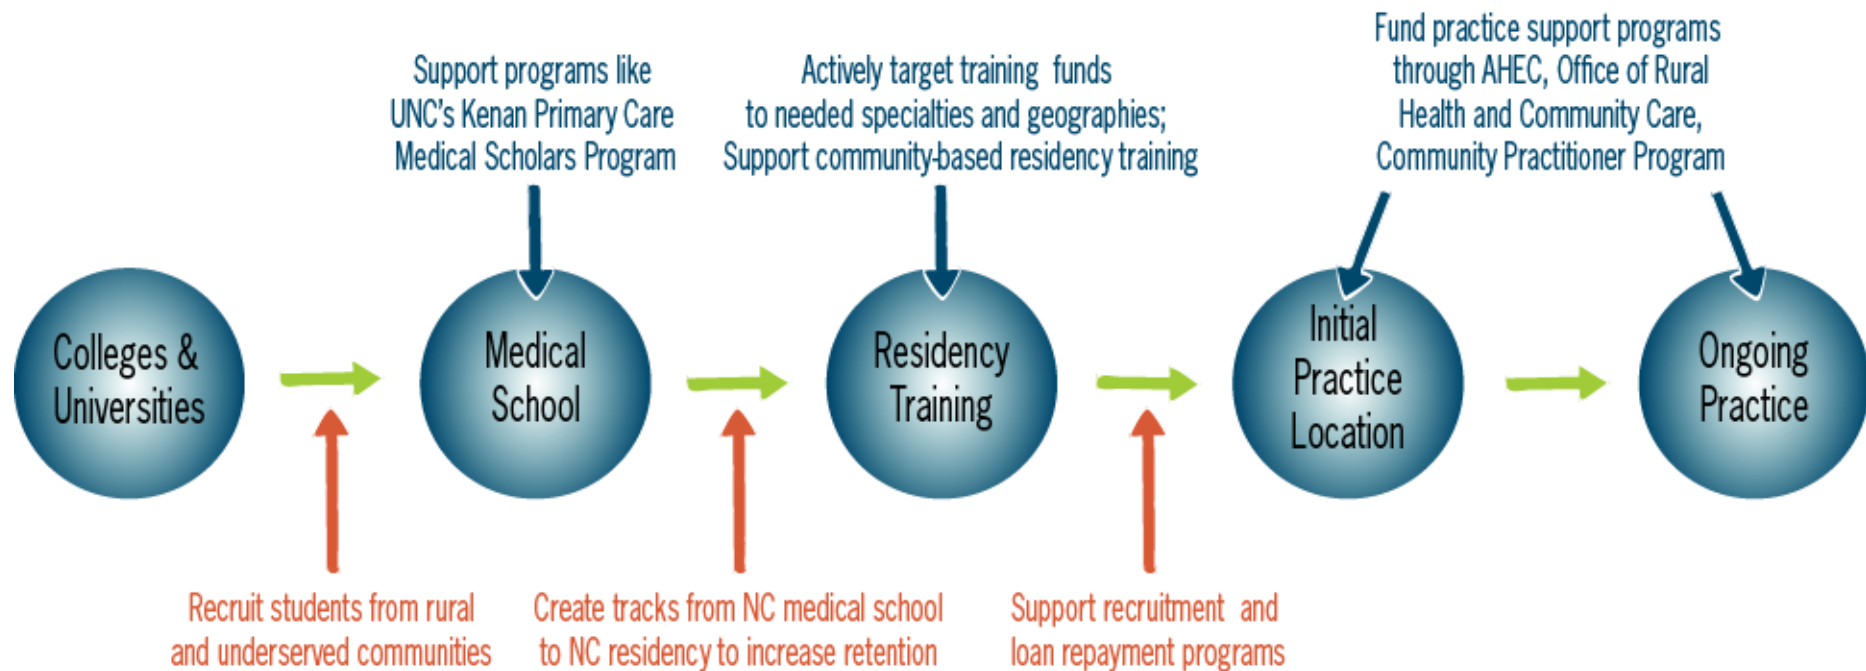 Support programs like
UNC's Kenan Primary Care
Medical Scholars Program
Actively target training funds
to needed specialties and geographies;
Support community-based residency training
Fund practice support programs
through AHEC, Office of Rural
Health and Community Care,
Community Practitioner Program
Colleges &
Universities
Medical
School
Residency
Training
Initial
Practice
Location
Ongoing
Practice
Recruit students from rural
and underserved communities
Create tracks from NC medical school
to NC residency to increase retention
Support recruitment and
loan repayment programs